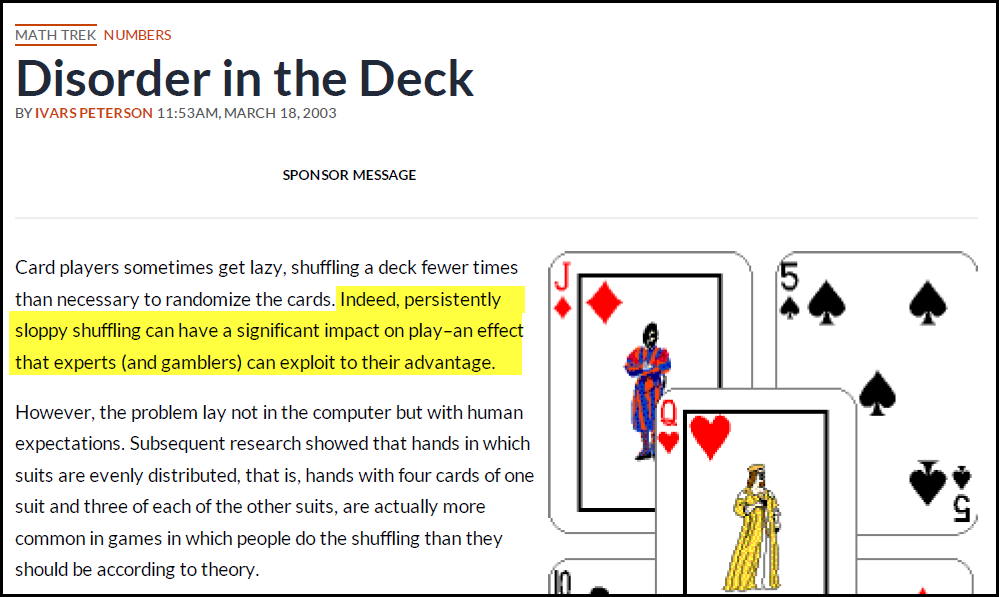 MATH TREK NUMBERS
Disorder in the Deck
BY IVARS PETERSON 11:53AM, MARCH 18, 2003
SPONSOR MESSAGE
Card players sometimes get lazy, shuffling a deck fewer times
than necessary to randomize the cards. Indeed, persistently
sloppy shuffling can have a significant impact on play–an effect
that experts (and gamblers) can exploit to their advantage.
However, the problem lay not in the computer but with human
expectations. Subsequent research showed that hands in which
suits are evenly distributed, that is, hands with four cards of one
suit and three of each of the other suits, are actually more
common in games in which people do the shuffling than they
should be according to theory.
J
5
Q
5
10